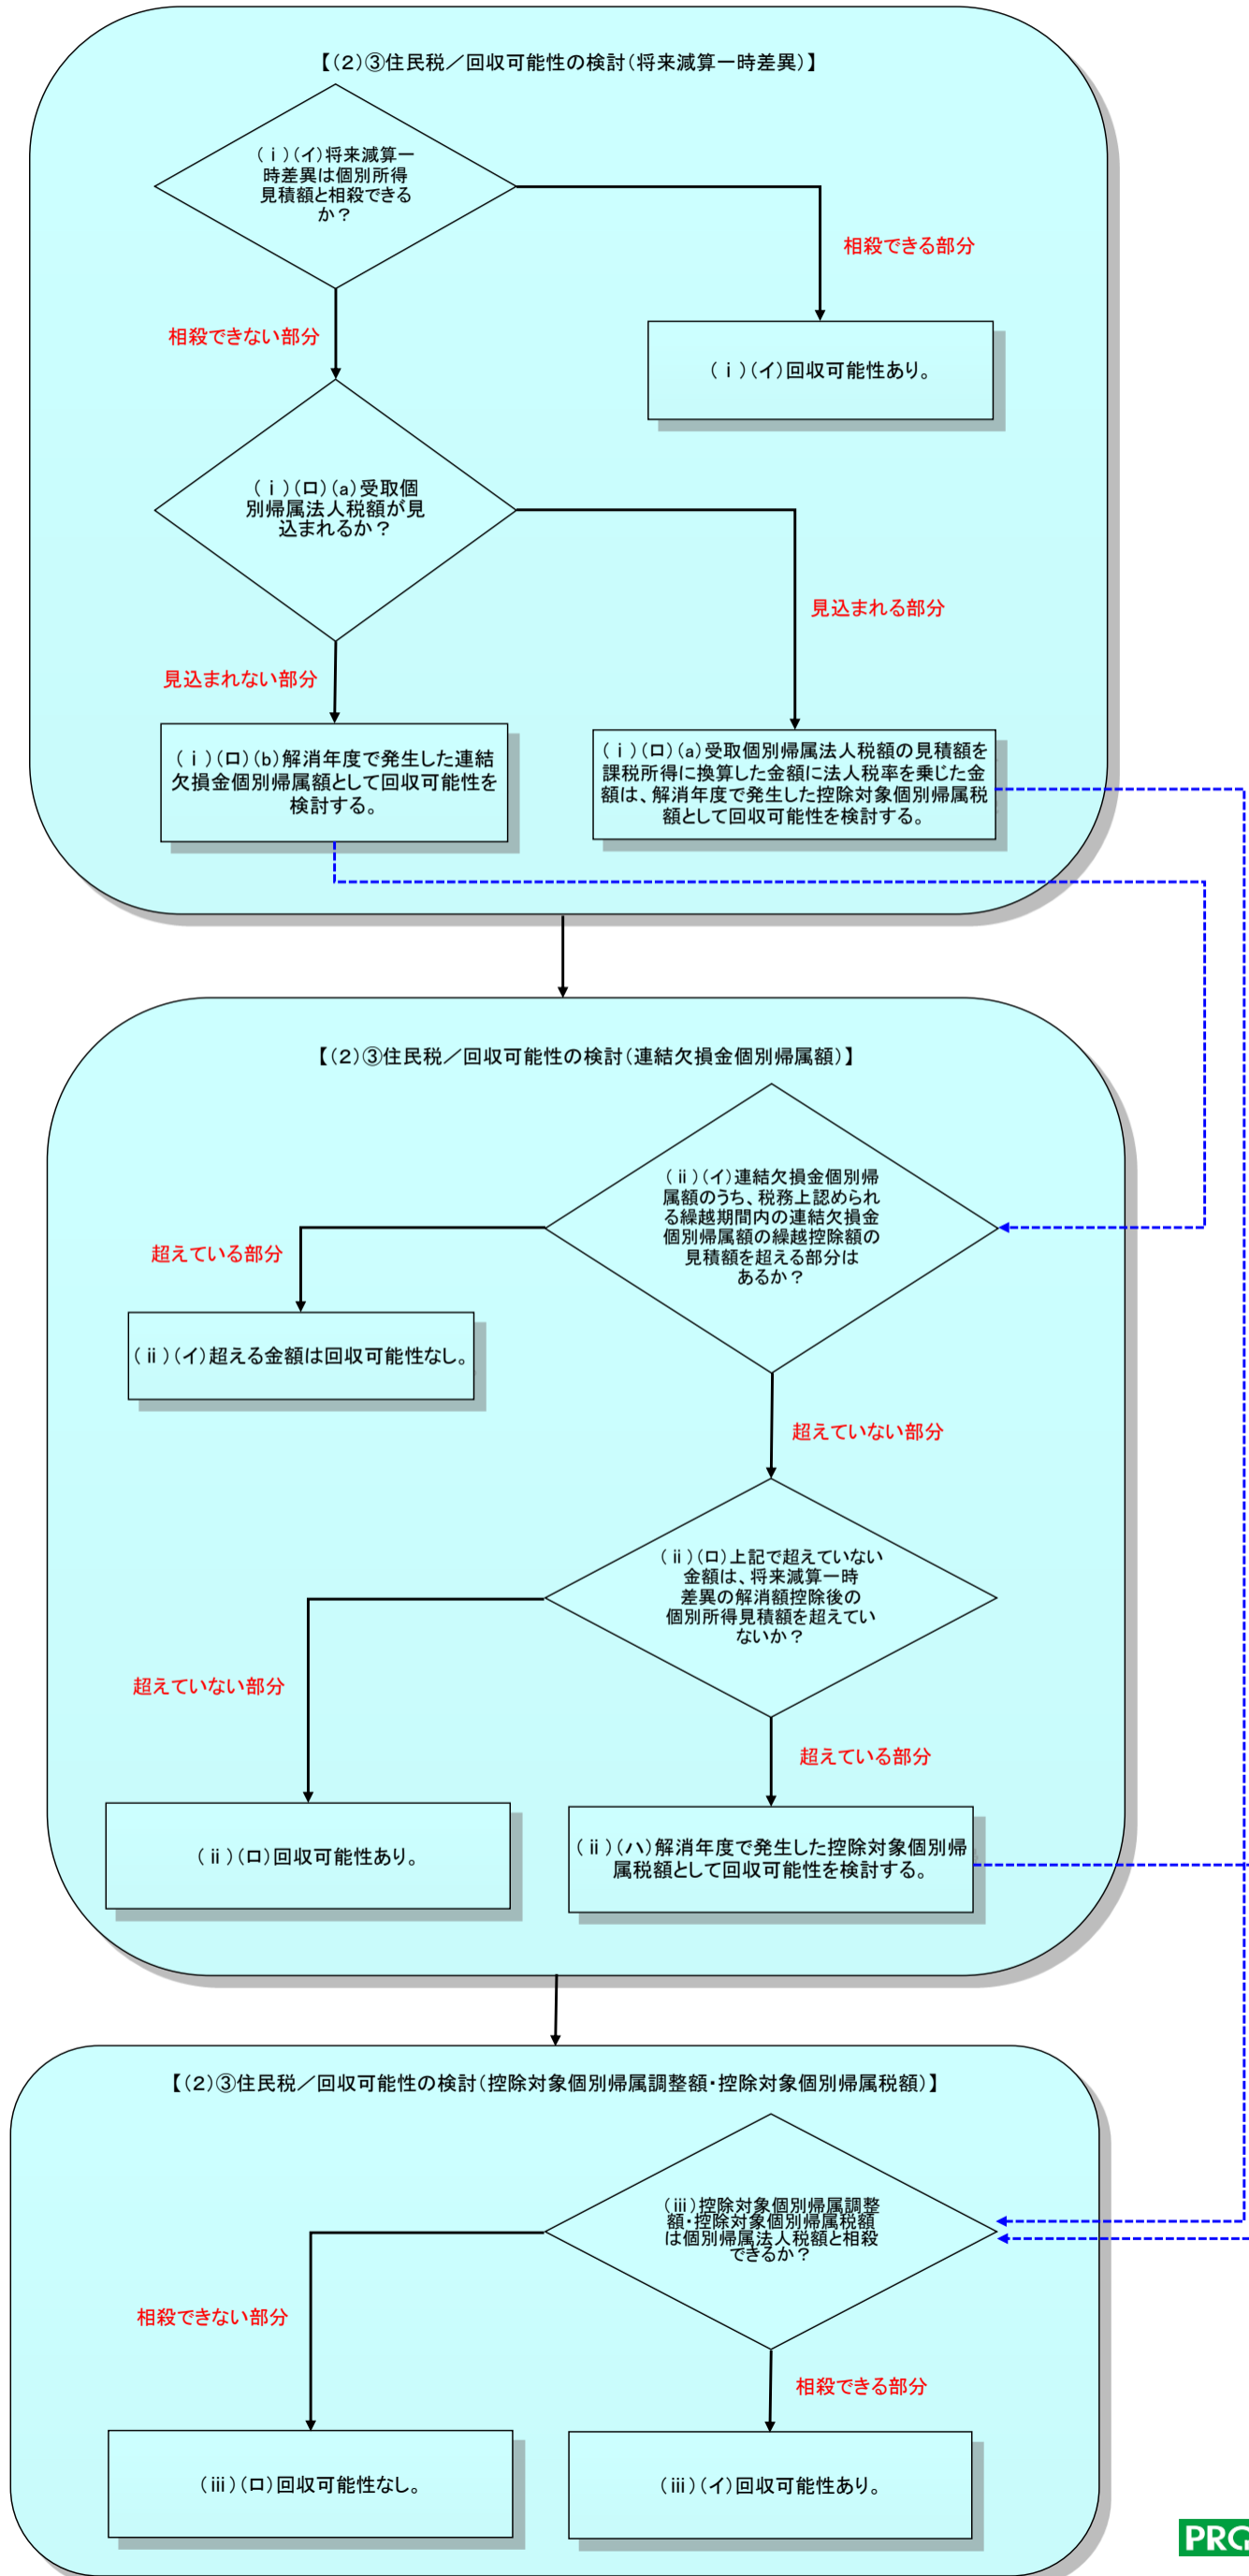 【（2）③住民税／回収可能性の検討（将来減算一時差異）】
（ⅰ）（イ）将来減算一
時差異は個別所得
見積額と相殺できる
か？
相殺できる部分
相殺できない部分
（ⅰ）（イ）回収可能性あり。
（ⅰ）（ロ）（a）受取個
別帰属法人税額が見
込まれるか？
見込まれる部分
見込まれない部分
（ⅰ）（ロ）（b）解消年度で発生した連結
欠損金個別帰属額として回収可能性を
検討する。
（ⅰ）（ロ）（a）受取個別帰属法人税額の見積額を
課税所得に換算した金額に法人税率を乗じた金
額は、解消年度で発生した控除対象個別帰属税
額として回収可能性を検討する。
【（2）③住民税／回収可能性の検討（連結欠損金個別帰属額）】
（ⅱ）（イ）連結欠損金個別帰
属額のうち、税務上認められ
る繰越期間内の連結欠損金
個別帰属額の繰越控除額の
見積額を超える部分は
あるか？
超えている部分
（ⅱ）（イ）超える金額は回収可能性なし。
超えていない部分
（ⅱ）（ロ）上記で超えていない
金額は、将来減算一時
差異の解消額控除後の
個別所得見積額を超えてい
ないか？
超えていない部分
超えている部分
（ⅱ）（ロ）回収可能性あり。
（ⅱ）（ハ）解消年度で発生した控除対象個別帰
属税額として回収可能性を検討する。
【（2）③住民税／回収可能性の検討（控除対象個別帰属調整額・控除対象個別帰属税額）】
（ⅲ）控除対象個別帰属調整
額・控除対象個別帰属税額
は個別帰属法人税額と相殺
できるか？
相殺できない部分
相殺できる部分
（ⅲ）（ロ）回収可能性なし。
（ⅲ）（イ）回収可能性あり。